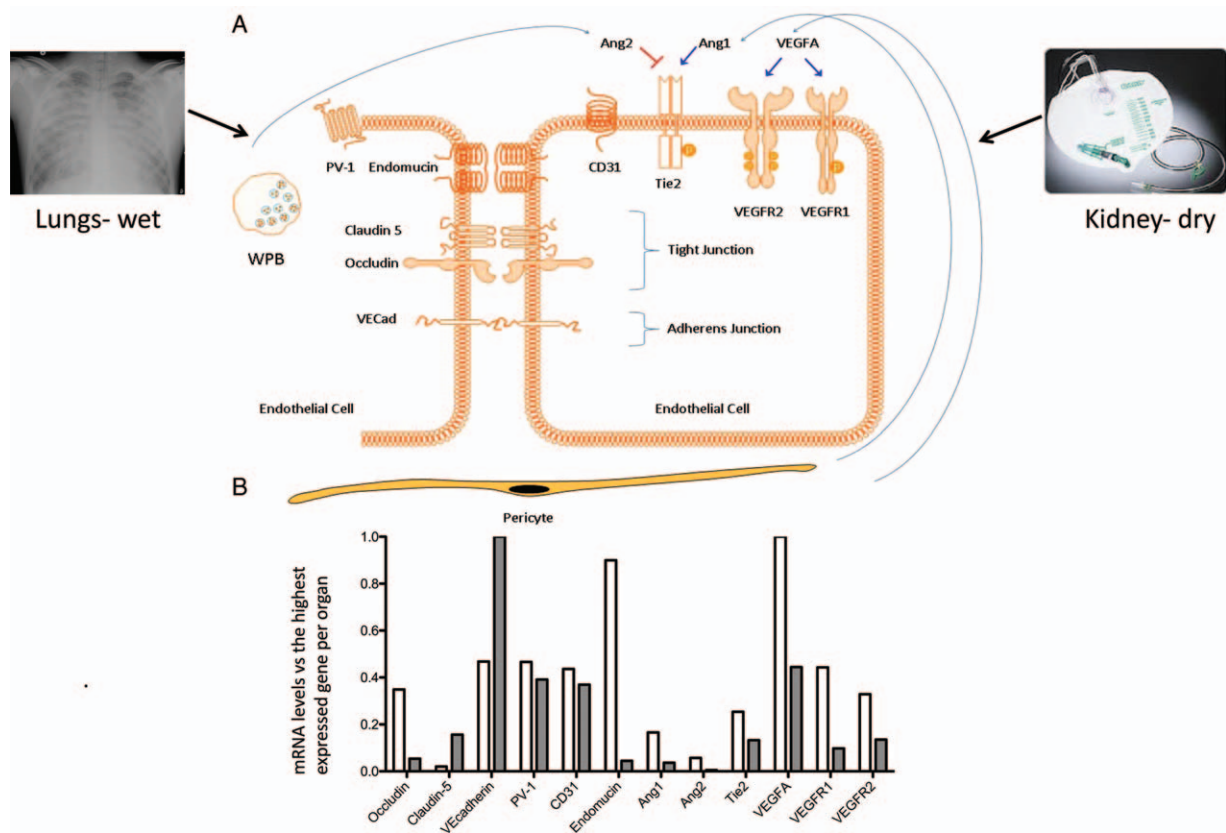 A
Ang2
Ang1
VEGFA
PV-1
Endomucin
CD31
Tie2
P
P
VEGFR2
VEGFR1
Lungs- wet
Kidney- dry
WPB
Claudin 5
Occludin
Tight Junction
VECad
Adherens Junction
Endothelial Cell
Endothelial Cell
B
Pericyte
mRNA levels vs the highest
expressed gene per organ
1.0
0.8
0.6
0.4
0.2
0.0
Occludin
Claudin-5
VEcadherin
PV-1
CD31
Endomucin
Ang1
Ang2
Tie2
VEGFA
VEGFR1
VEGFR2